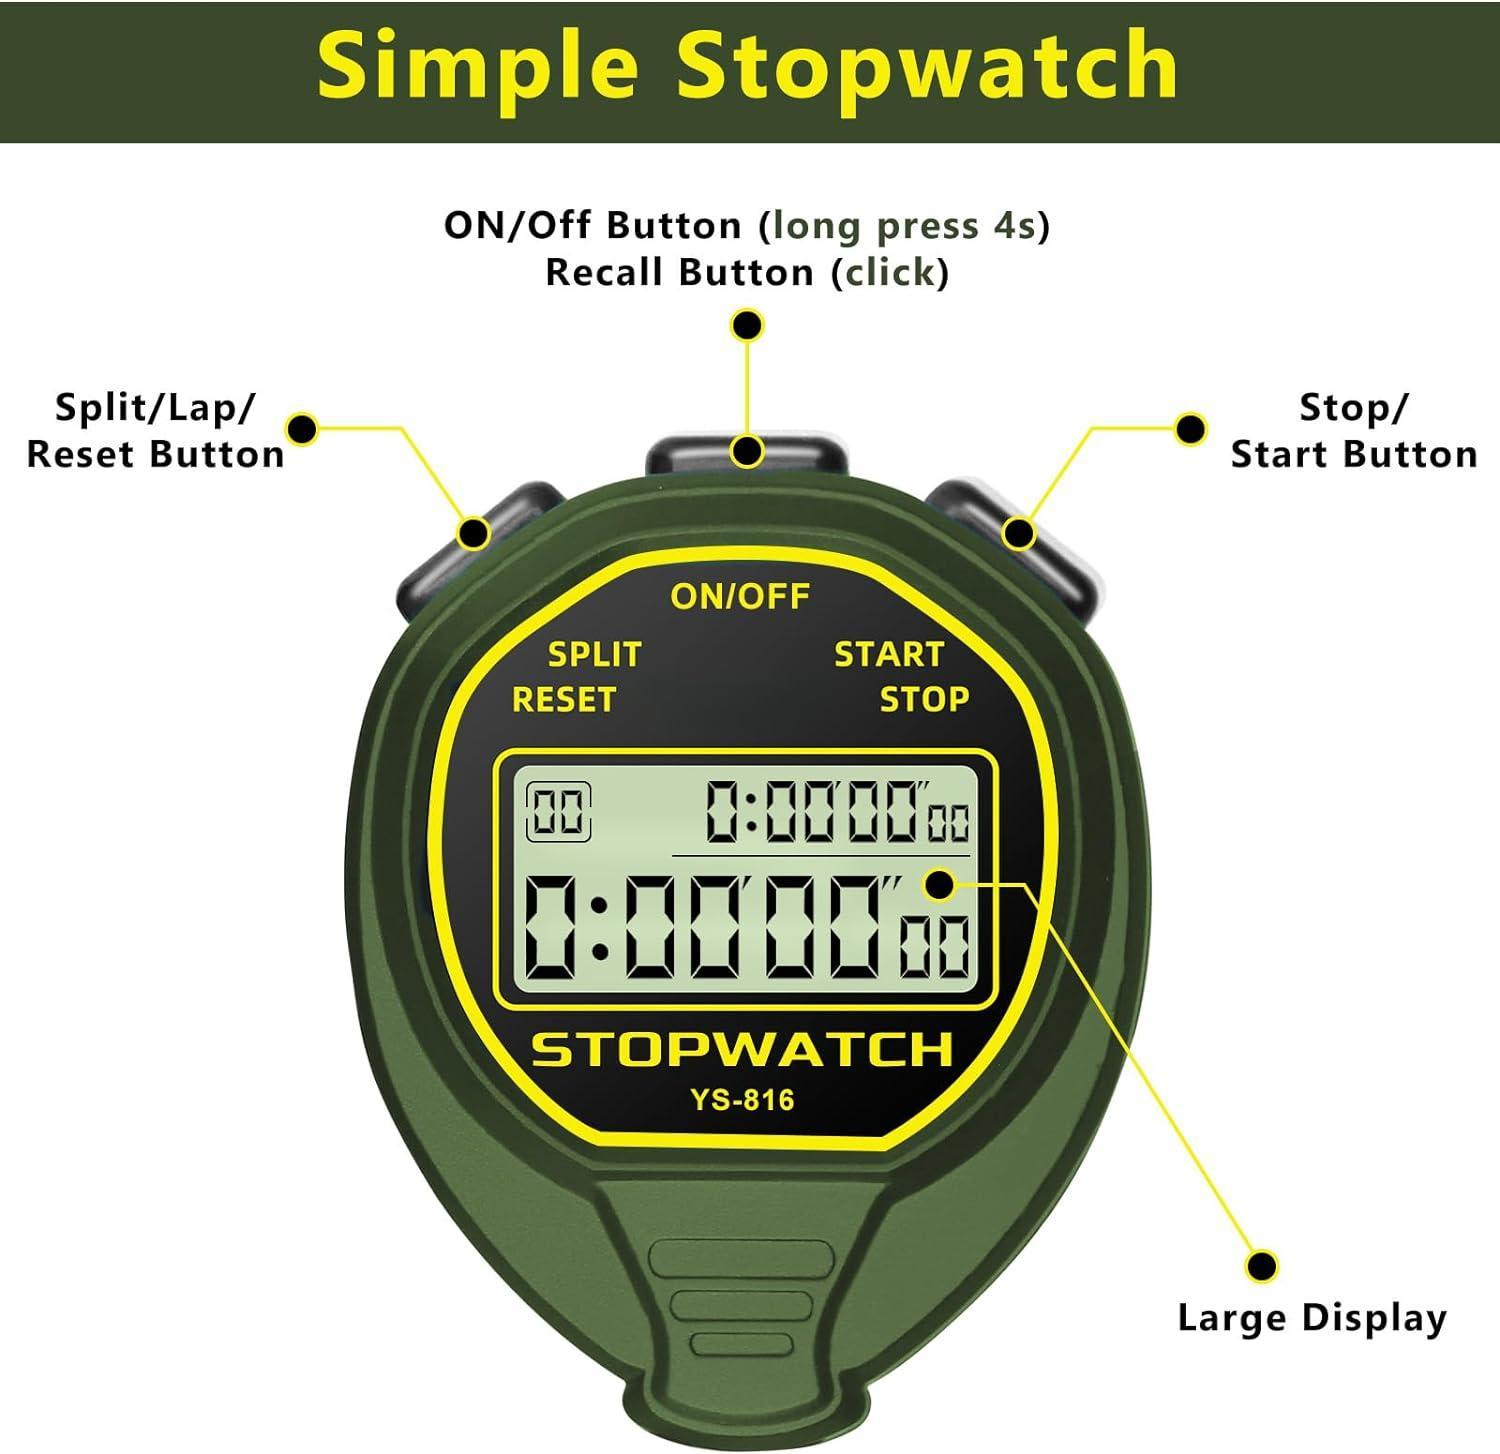 Simple Stopwatch
ON/Off Button (long press 4s)
Recall Button (click)
Split/Lap/
Reset Button
Stop/
Start Button
ON/OFF
SPLIT
START
RESET
STOP
00
0:00'00"00
0:00'00"00
STOPWATCH
YS-816
Large Display